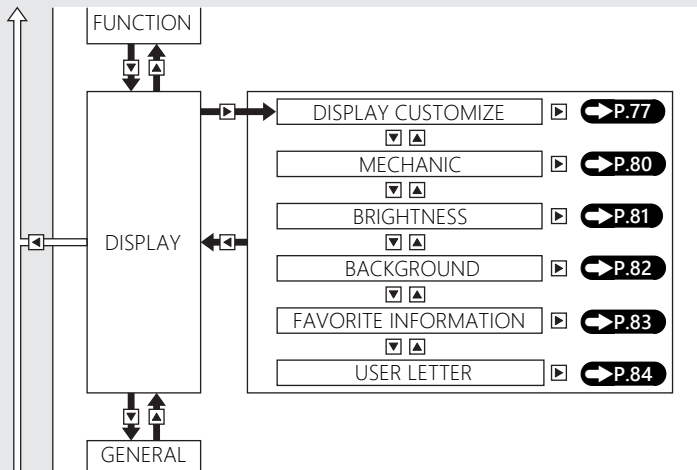 FUNCTION
DISPLAY
DISPLAY CUSTOMIZE P.77
MECHANIC P.80
BRIGHTNESS P.81
BACKGROUND P.82
FAVORITE INFORMATION P.83
USER LETTER P.84
GENERAL